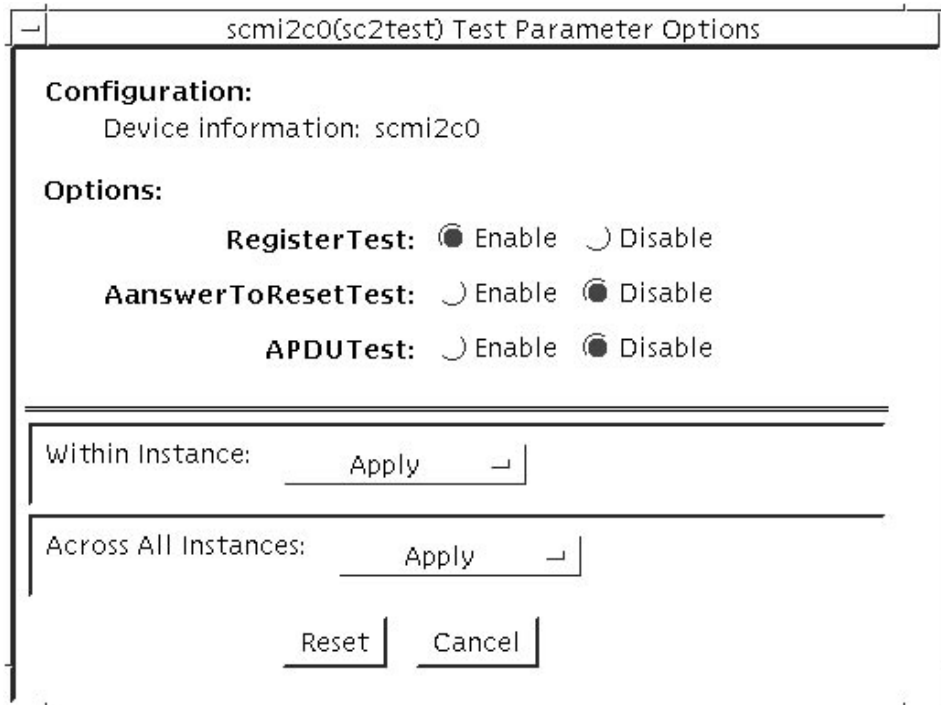 scmi2c0(sc2test) Test Parameter Options
Configuration:
Device information: scmi2c0
Options:
RegisterTest: Enable Disable
AanswerToResetTest: Enable Disable
APDUTest: Enable Disable
Within Instance: Apply
Across All Instances: Apply
Reset Cancel